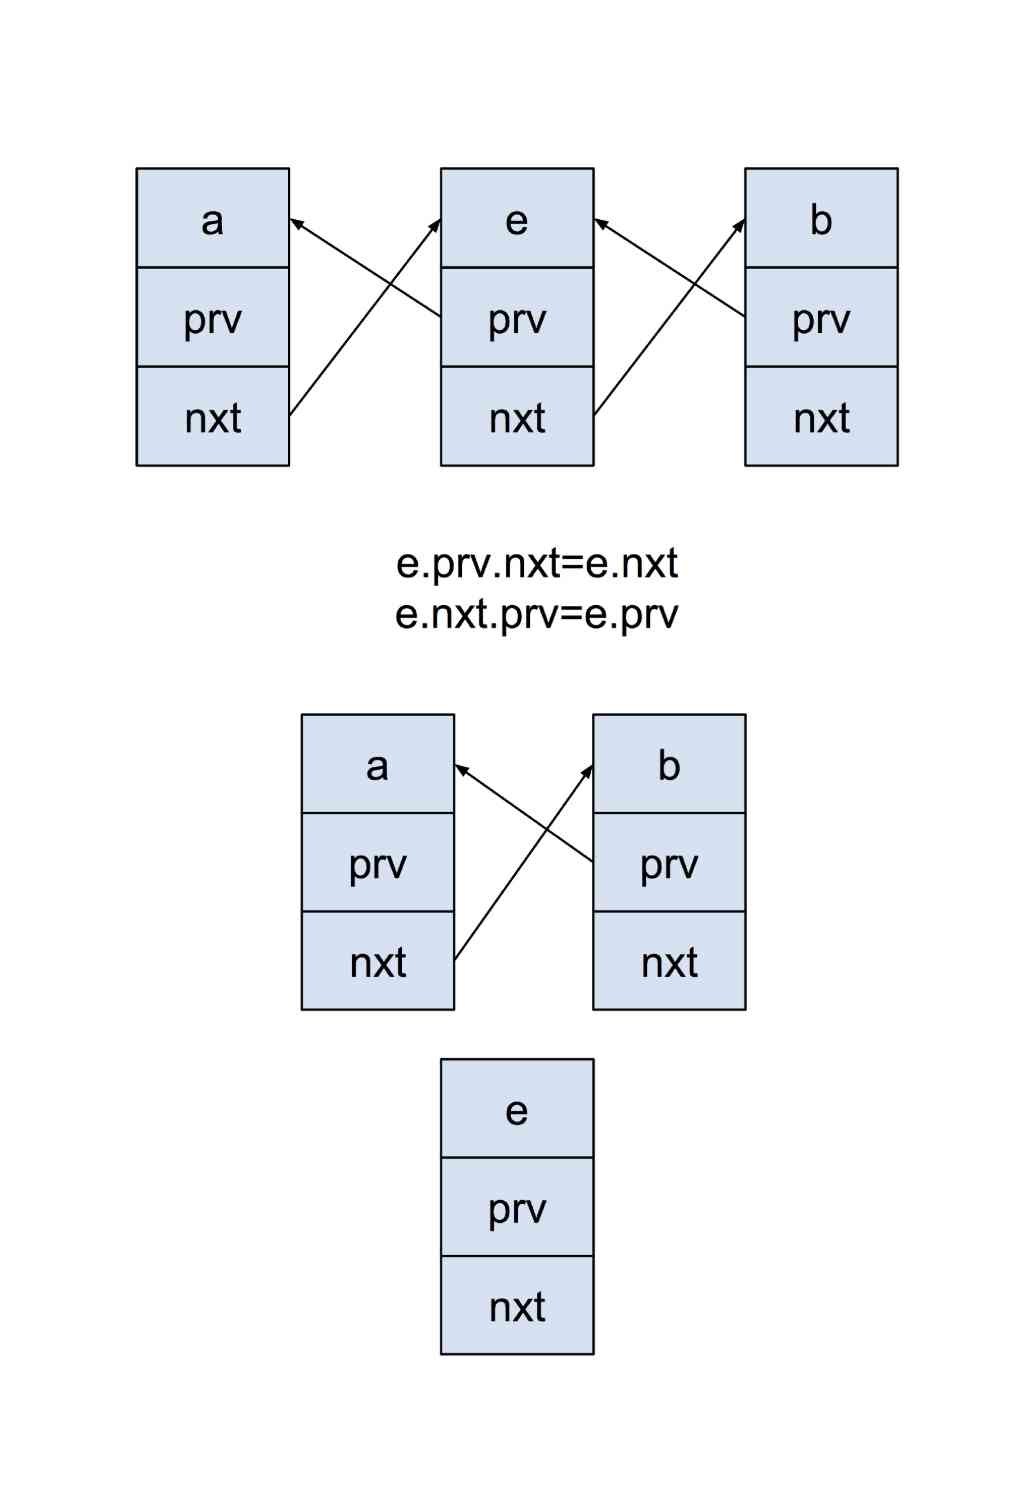 a e b
prv prv prv
nxt nxt nxt
e.prv.nxt=e.nxt
e.nxt.prv=e.prv
a b
prv prv
nxt nxt
e
prv
nxt